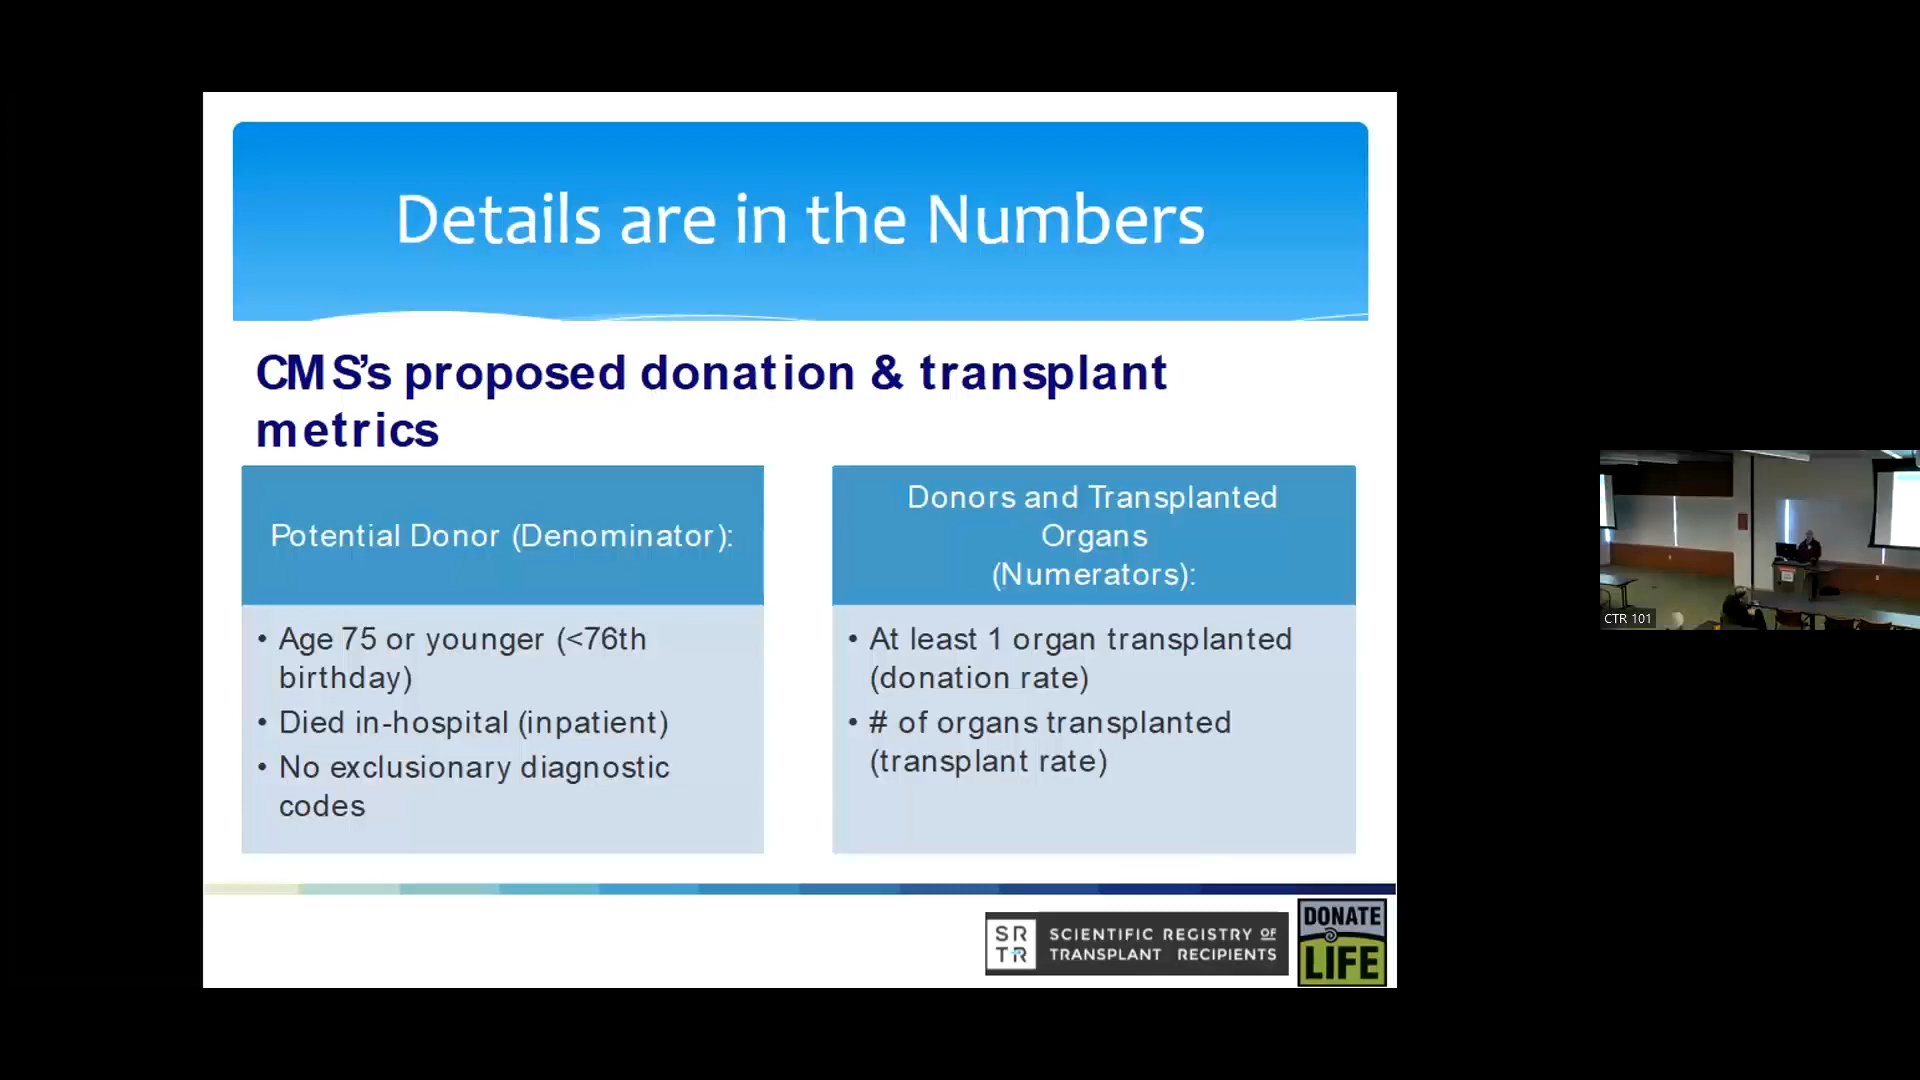 Details are in the Numbers
CMS's proposed donation & transplant
metrics
Potential Donor (Denominator):
• Age 75 or younger (<76th
birthday)
• Died in-hospital (inpatient)
• No exclusionary diagnostic
codes
Donors and Transplanted
Organs
(Numerators):
• At least 1 organ transplanted
(donation rate)
• # of organs transplanted
(transplant rate)
SR
TR
SCIENTIFIC REGISTRY OF
TRANSPLANT RECIPIENTS
DONATE
LIFE
CTR 101